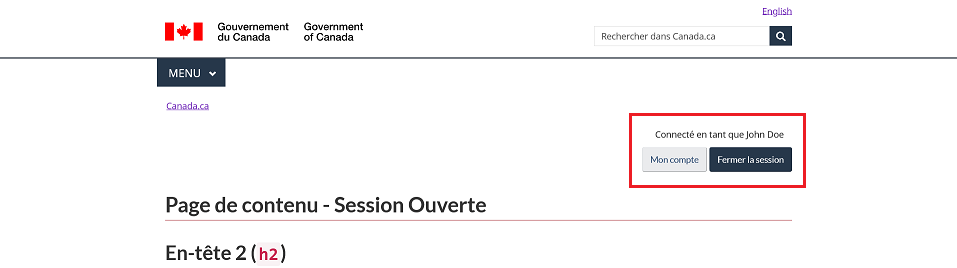 English
Gouvernement
du Canada
Government
of Canada
Rechercher dans Canada.ca
MENU
Canada.ca
Connecté en tant que John Doe
Mon compte
Fermer la session
Page de contenu - Session Ouverte
En-tête 2 (h2)